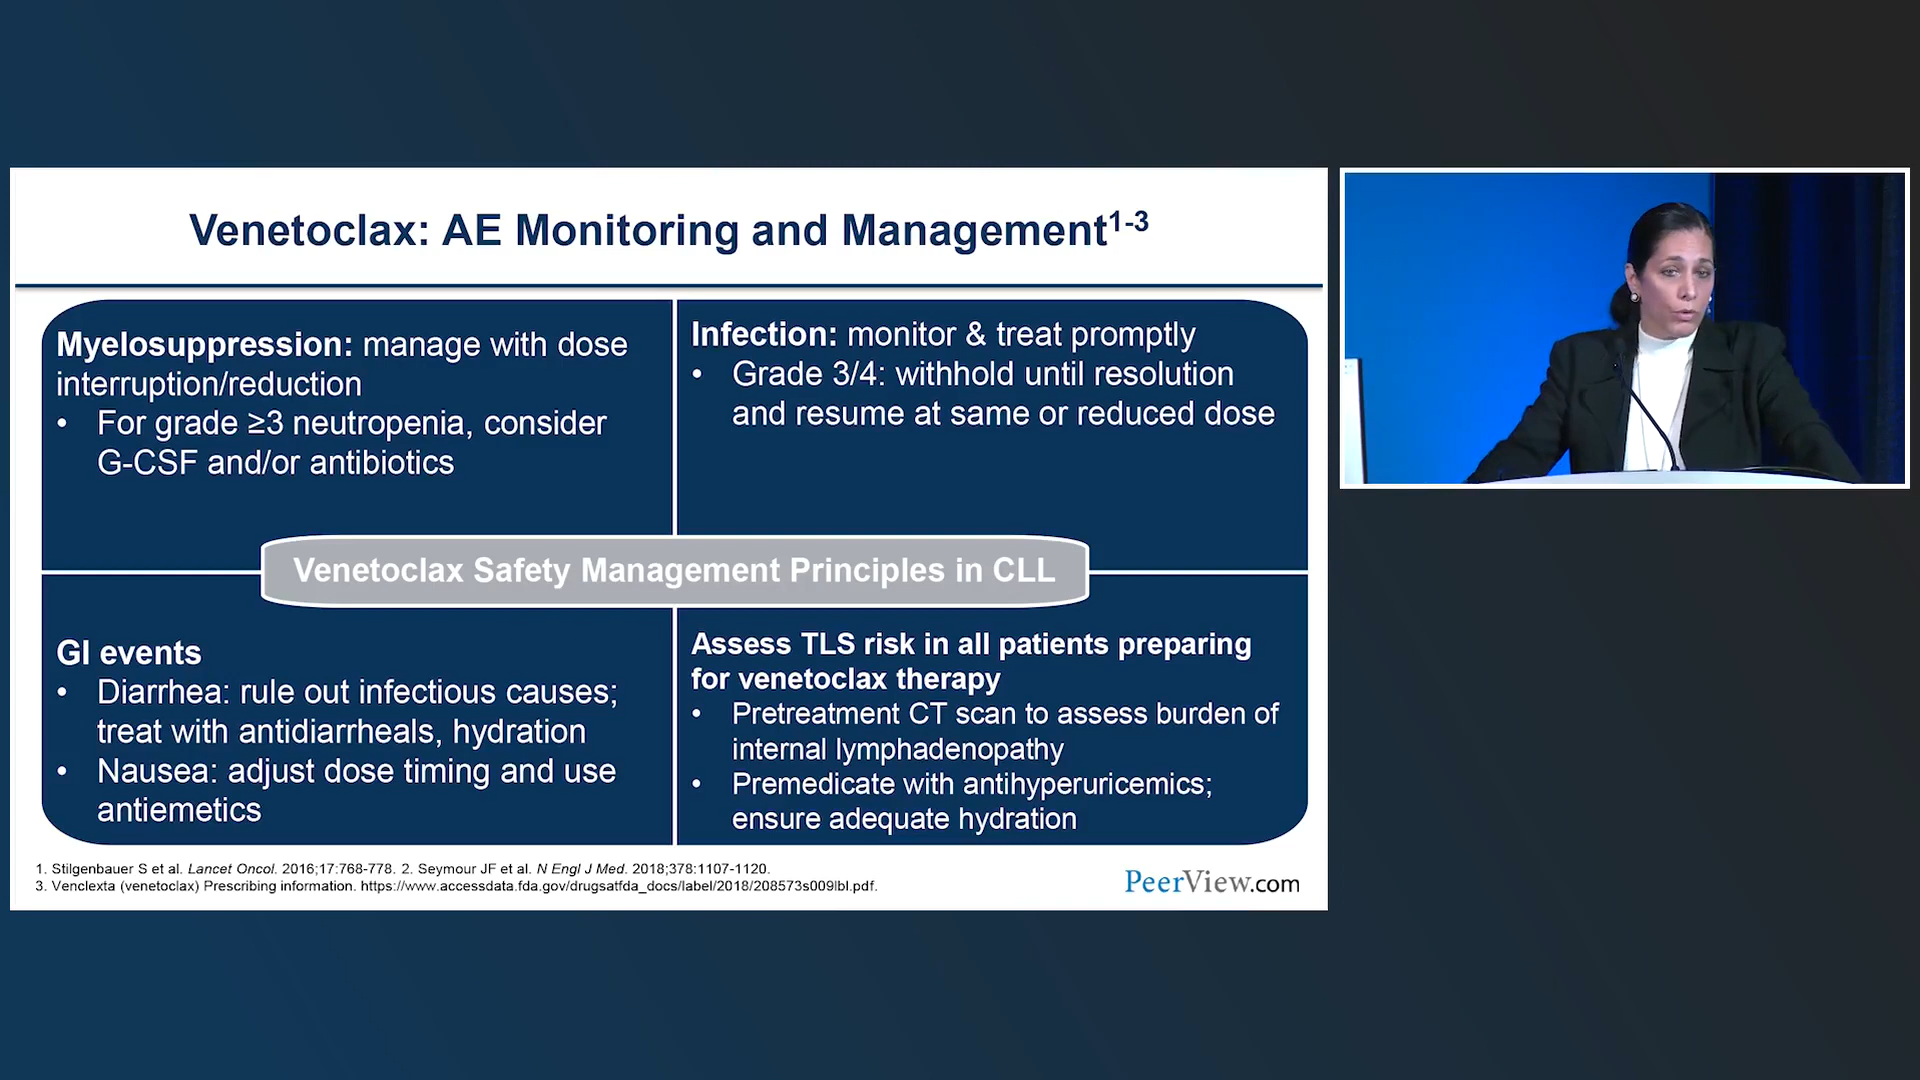 Venetoclax: AE Monitoring and Management1-3
Myelosuppression: manage with dose
interruption/reduction
• For grade ≥3 neutropenia, consider
G-CSF and/or antibiotics
Infection: monitor & treat promptly
• Grade 3/4: withhold until resolution
and resume at same or reduced dose
Venetoclax Safety Management Principles in CLL
GI events
• Diarrhea: rule out infectious causes;
treat with antidiarrheals, hydration
• Nausea: adjust dose timing and use
antiemetics
Assess TLS risk in all patients preparing
for venetoclax therapy
• Pretreatment CT scan to assess burden of
internal lymphadenopathy
• Premedicate with antihyperuricemics;
ensure adequate hydration
1. Stilgenbauer S et al. Lancet Oncol. 2016;17:768-778. 2. Seymour JF et al. N Engl J Med. 2018;378:1107-1120.
3. Venclexta (venetoclax) Prescribing information. https://www.accessdata.fda.gov/drugsatfda_docs/label/2018/208573s009lbl.pdf.
PeerView.com